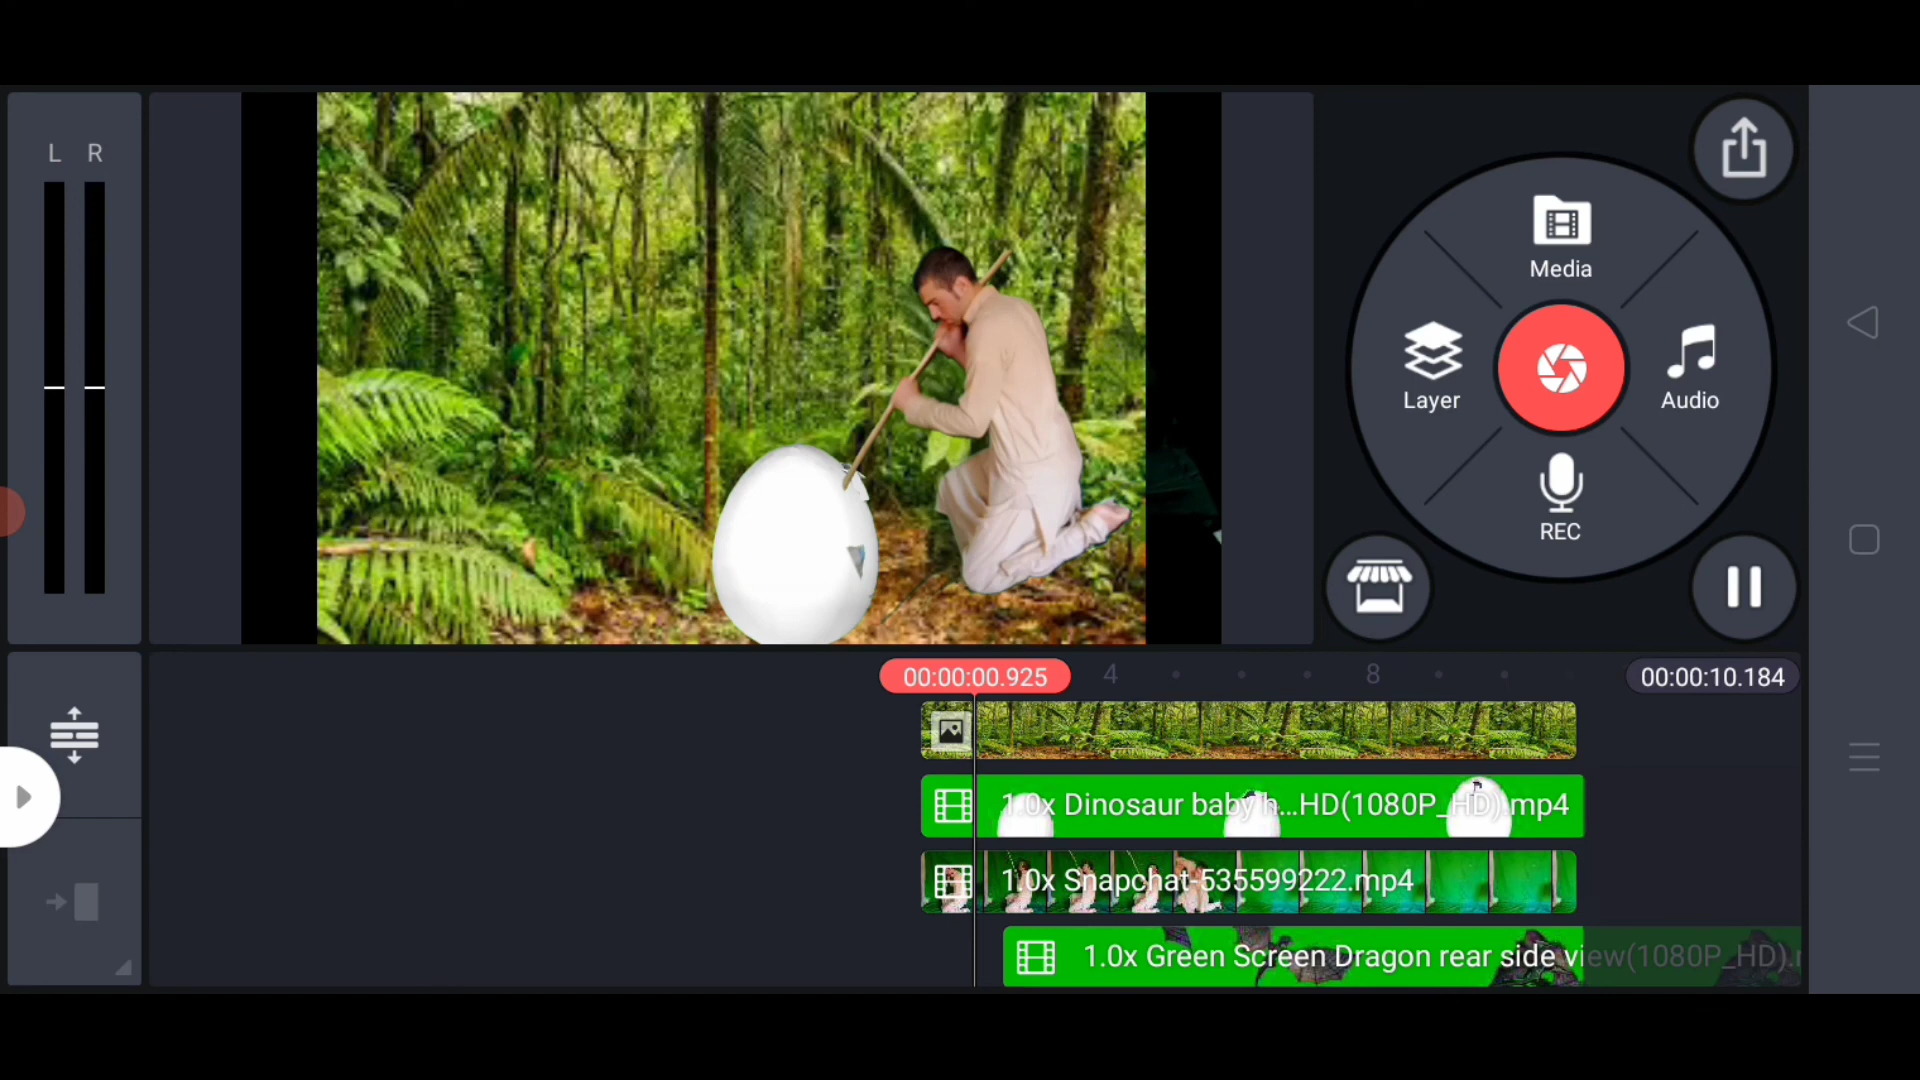 L R
Media
Layer
Audio
REC
00:00:00.925
4
8
00:00:10.184
1.0x Dinosaur baby h...HD(1080P_HD).mp4
1.0x Snapchat-535599222.mp4
1.0x Green Screen Dragon rear side view(1080P_HD).